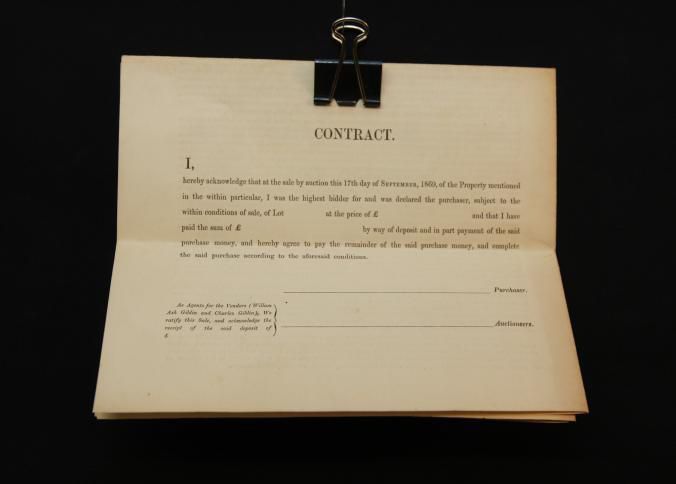 CONTRACT.
I,
hereby acknowledge that at the sale by auction this 17th day of SEPTEMBER, 1869, of the Property mentioned
in the within particular, I was the highest bidder for and was declared the purchaser, subject to the
within conditions of sale, of Lot at the price of £ and that I have
paid the sum of £ by way of deposit and in part payment of the said
purchase money, and hereby agree to pay the remainder of the said purchase money, and complete
the said purchase according to the aforesaid conditions.
Purchaser.
As Agents for the Vendors (William
Ash Giblin and Charles Giblin), We
ratify this Sale, and acknowledge the
receipt of the said deposit of
£
Auctioneers.